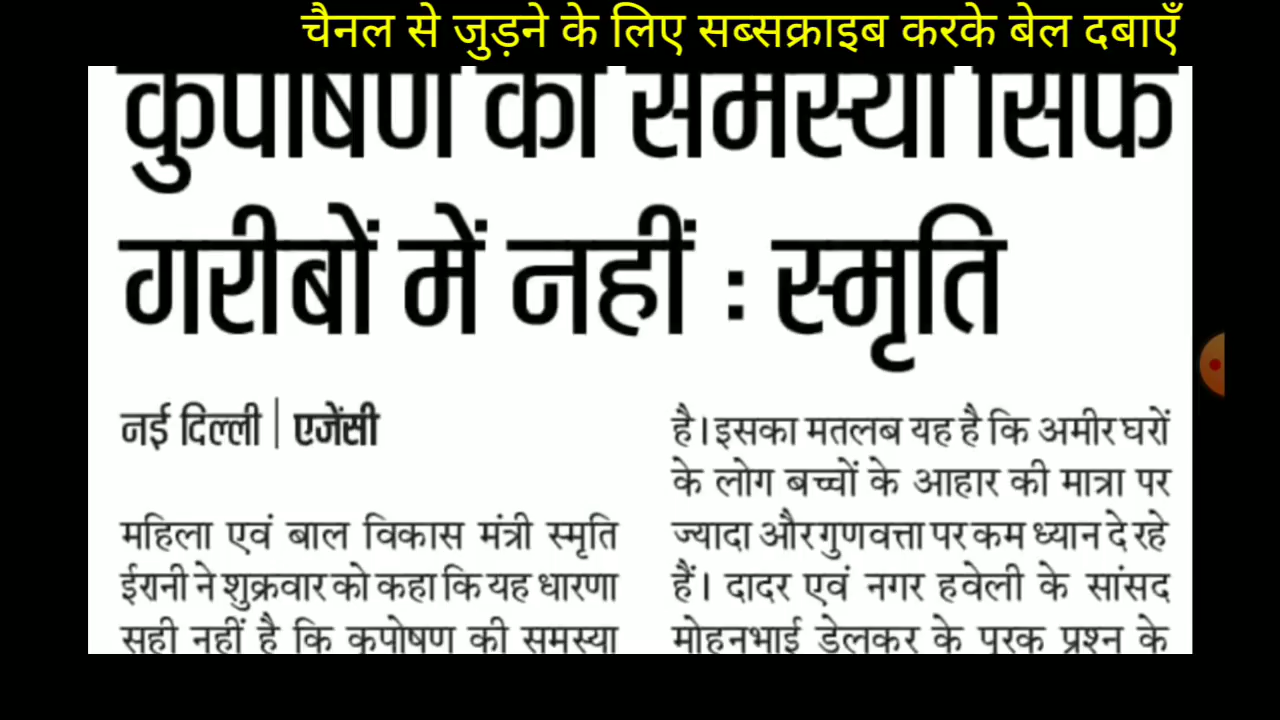 चैनल से जुड़ने के लिए सब्सक्राइब करके बेल दबाएँ
कुपोषण की समस्या सिर्फ
गरीबों में नहीं : स्मृति
नई दिल्ली | एजेंसी
महिला एवं बाल विकास मंत्री स्मृति
ईरानी ने शुक्रवार को कहा कि यह धारणा
सही नहीं है कि कुपोषण की समस्या
है। इसका मतलब यह है कि अमीर घरों
के लोग बच्चों के आहार की मात्रा पर
ज्यादा और गुणवत्ता पर कम ध्यान दे रहे
हैं। दादर एवं नगर हवेली के सांसद
मोहनभाई डेलकर के पूरक प्रश्न के